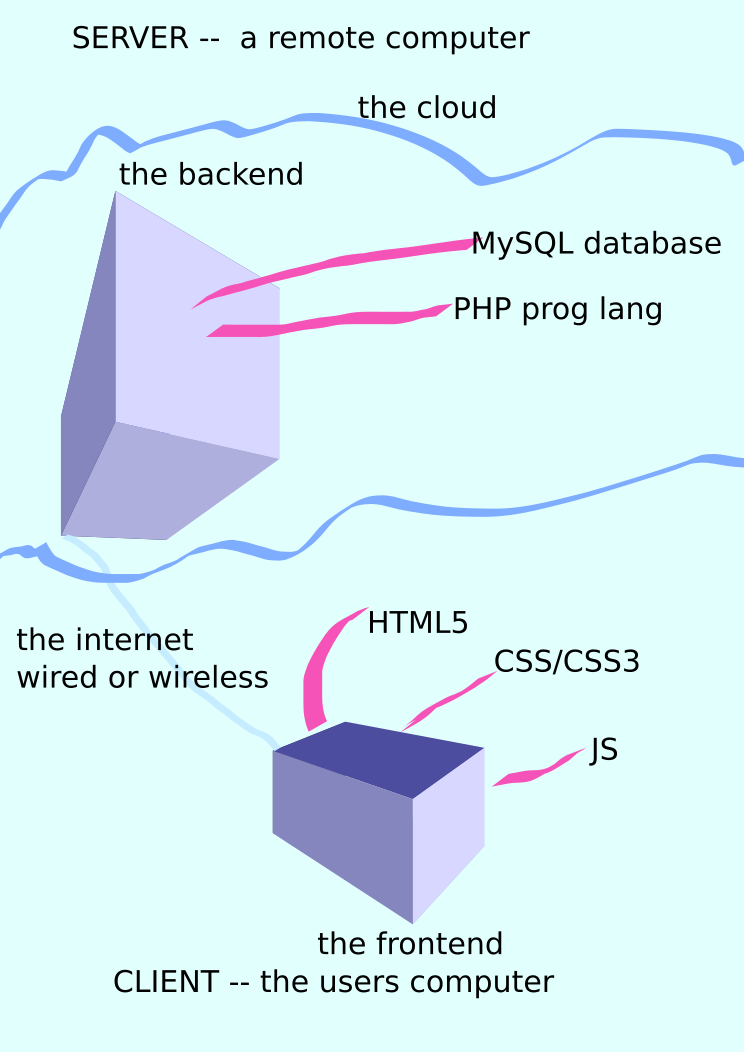 SERVER --  a remote computer
the cloud
the backend
MySQL database
PHP prog lang
HTML5
the internet
wired or wireless
CSS/CSS3
JS
the frontend
CLIENT -- the users computer